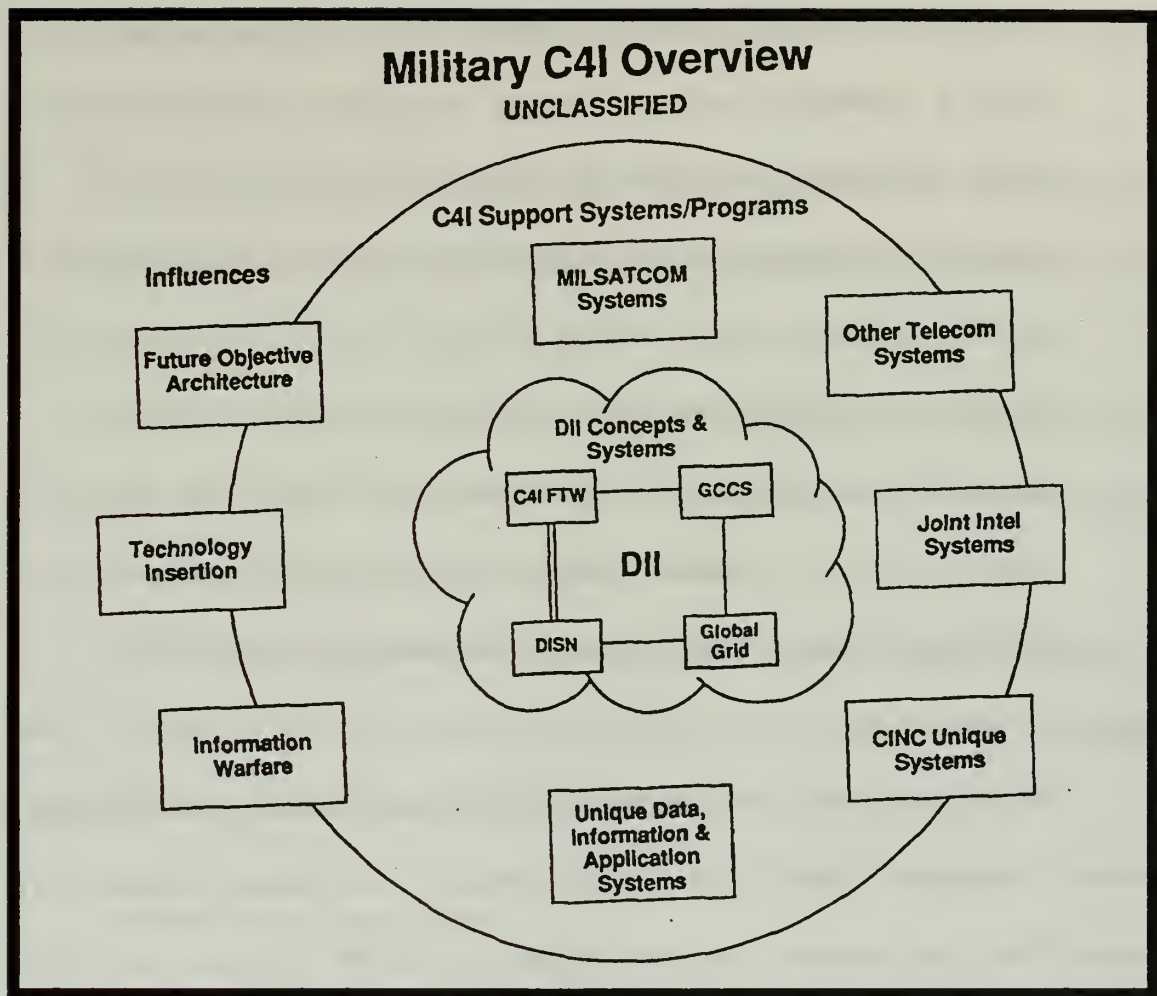 Military C4I Overview
UNCLASSIFIED
C4I Support Systems/Programs
Influences
MILSATCOM
Systems
Future Objective
Architecture
Other Telecom
Systems
DII Concepts &
Systems
C4I FTW
GCCS
Technology
Insertion
DII
Joint Intel
Systems
DISN
Global
Grid
Information
Warfare
CINC Unique
Systems
Unique Data,
Information &
Application
Systems